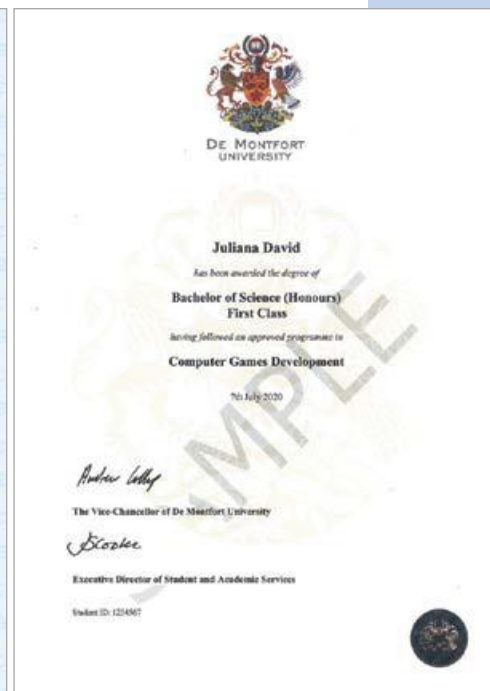 DE MONTFORT
UNIVERSITY
Juliana David
has been awarded the degree of
Bachelor of Science (Honours)
First Class
having followed an approved programme in
Computer Games Development
7th July 2020
SAMPLE
The Vice-Chancellor of De Montfort University
Executive Director of Student and Academic Services
Student ID: 1234567